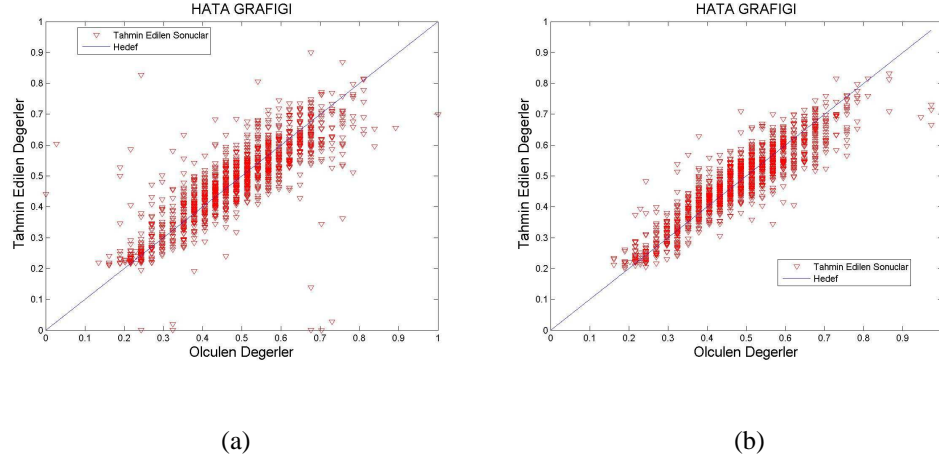 HATA GRAFIGI
1
0.9
0.8
0.7
0.6
0.5
0.4
0.3
0.2
0.1
0
Tahmin Edilen Degerler
Tahmin Edilen Sonuclar
Hedef
0 0.1 0.2 0.3 0.4 0.5 0.6 0.7 0.8 0.9 1
Olculen Degerler
(a)
HATA GRAFIGI
1
0.9
0.8
0.7
0.6
0.5
0.4
0.3
0.2
0.1
0
Tahmin Edilen Degerler
Tahmin Edilen Sonuclar
Hedef
0 0.1 0.2 0.3 0.4 0.5 0.6 0.7 0.8 0.9
Olculen Degerler
(b)